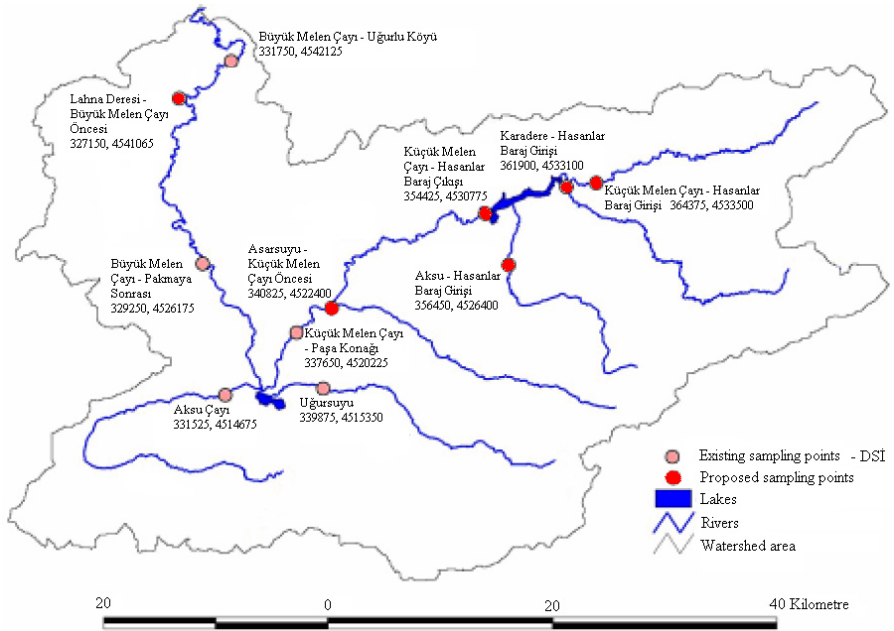 Büyük Melen Çayı - Uğurlu Köyü
331750, 4542125
Lahna Deresi -
Büyük Melen Çayı
Öncesi
327150, 4541065
Karadere - Hasanlar
Baraj Girişi
361900, 4533100
Küçük Melen
Çayı - Hasanlar
Baraj Çıkışı
354425, 4530775
Küçük Melen Çayı - Hasanlar
Baraj Girişi 364375, 4533500
Büyük Melen
Çayı - Pakmaya
Sonrası
329250, 4526175
Asarsuyu -
Küçük Melen
Çayı Öncesi
340825, 4522400
Aksu - Hasanlar
Baraj Girişi
356450, 4526400
Küçük Melen Çayı
- Paşa Konağı
337650, 4520225
Aksu Çayı
331525, 4514675
Uğursuyu
339875, 4515350
Existing sampling points - DSİ
Proposed sampling points
Lakes
Rivers
Watershed area
20 0 20 40 Kilometre